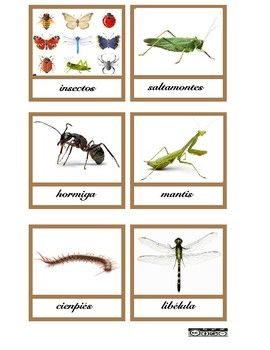 insectos
saltamontes
hormiga
mantis
cienpiés
libélula